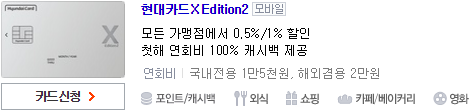 현대카드X Edition2 모바일
모든 가맹점에서 0.5%/1% 할인
첫해 연회비 100% 캐시백 제공
연회비 국내전용 1만5천원, 해외겸용 2만원
카드신청 >
포인트/캐시백 외식 쇼핑 카페/베이커리 영화
HyundaiCard
X